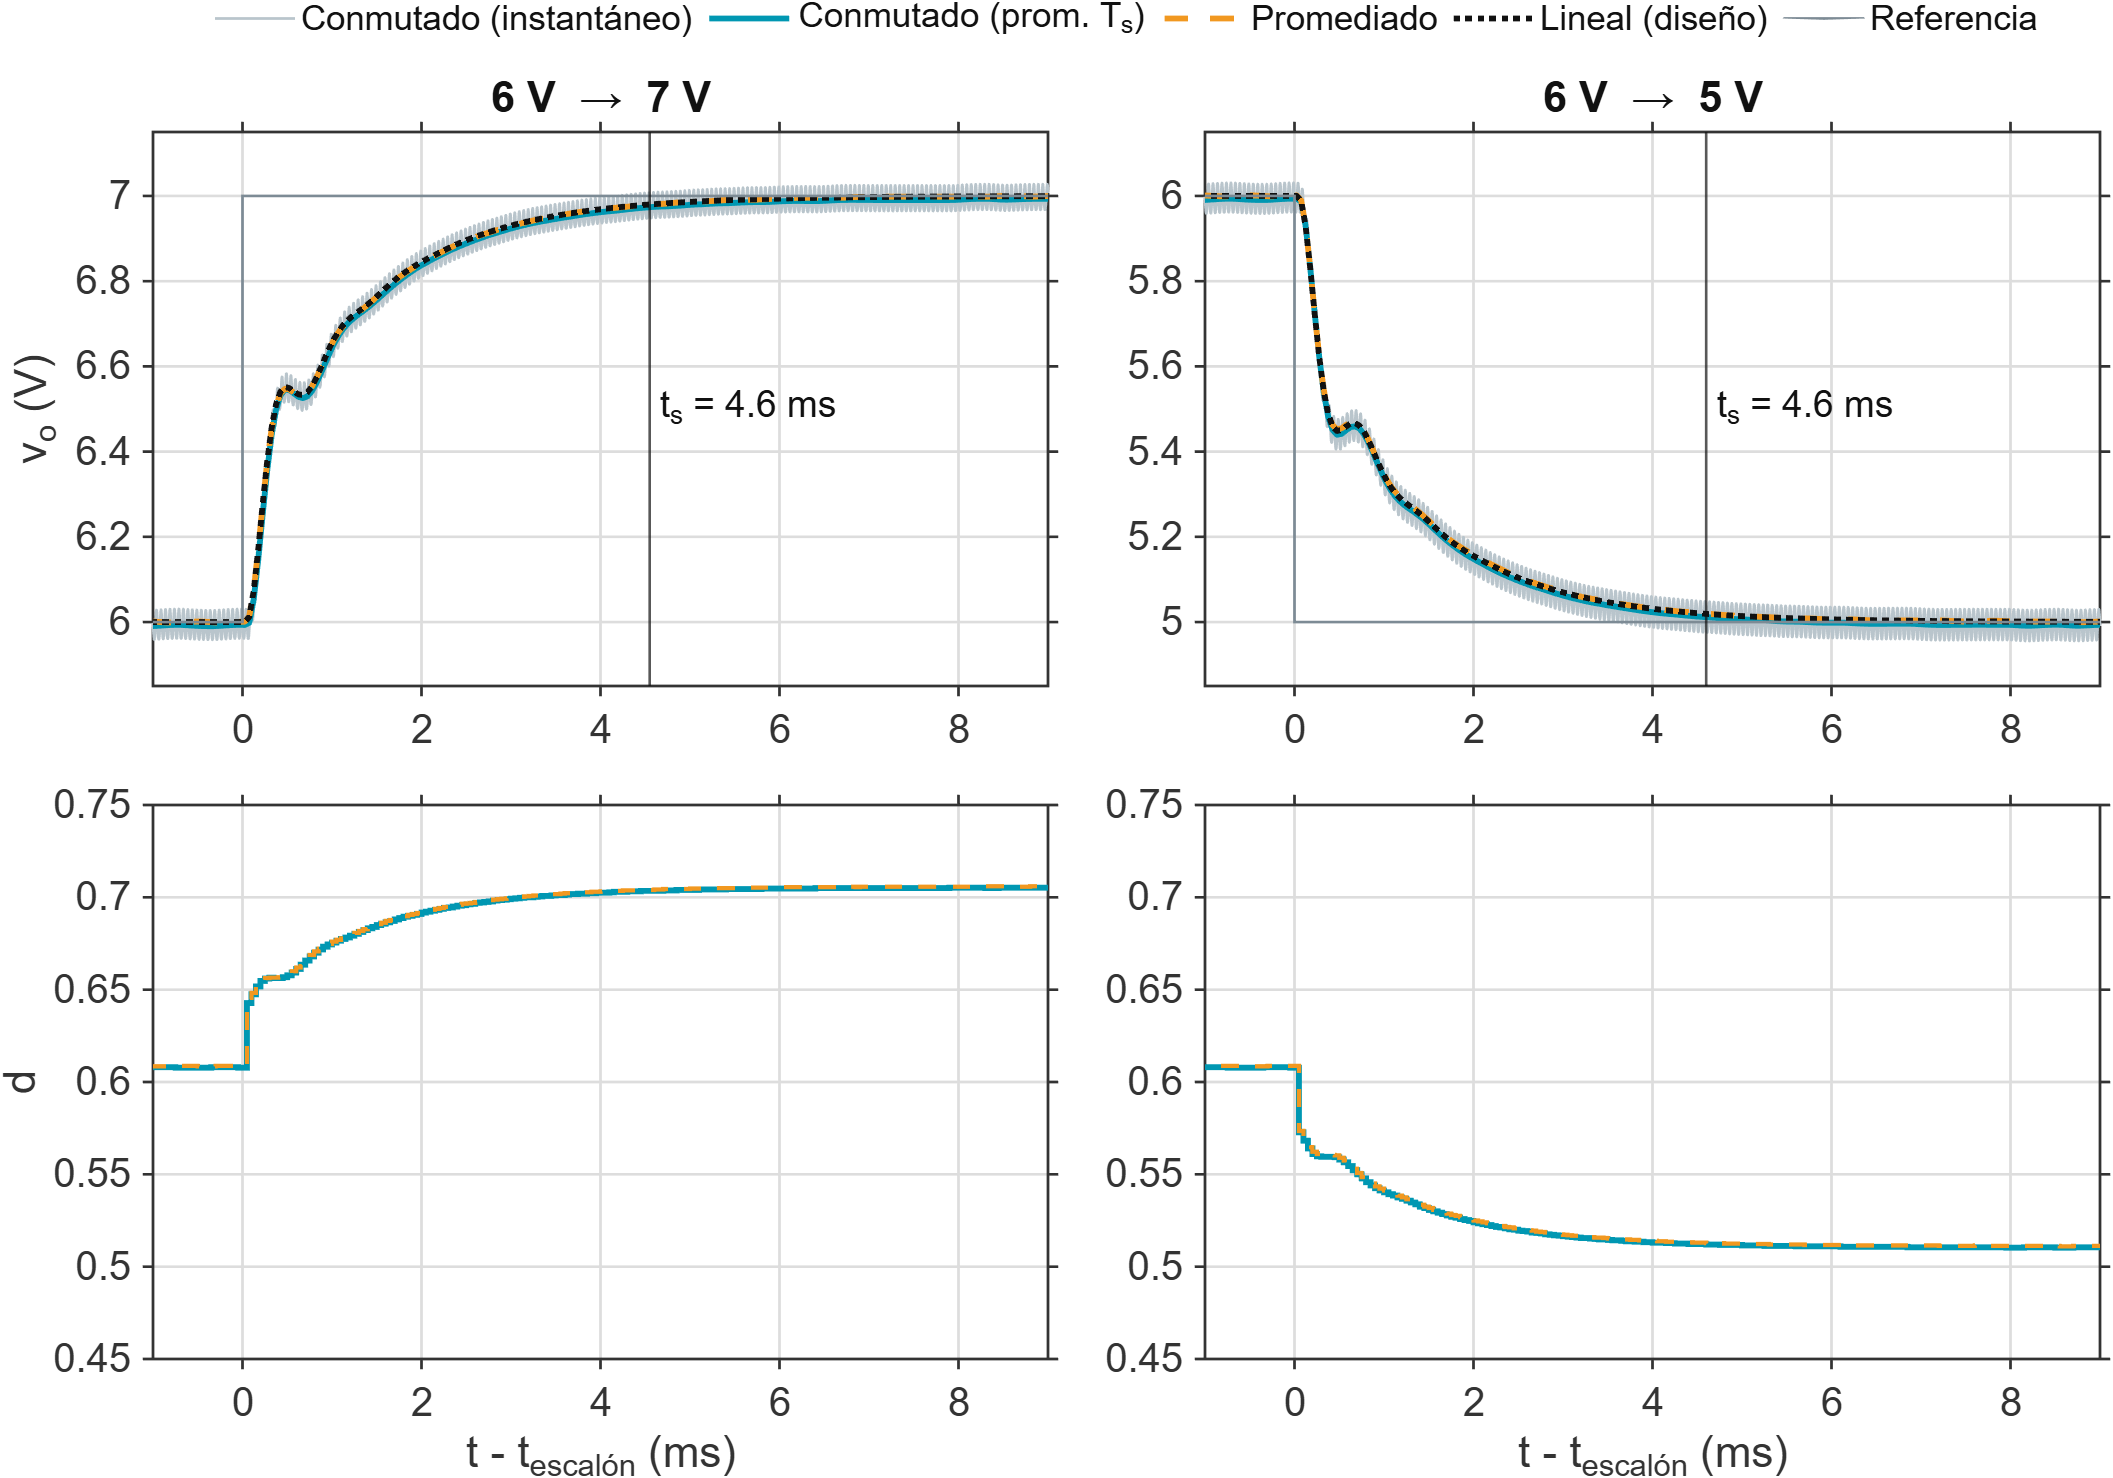 Conmutado (instantáneo) Conmutado (prom. Ts) Promediado Lineal (diseño) Referencia
6 V → 7 V
7
6.8
6.6
6.4
6.2
6
vo (V)
ts = 4.6 ms
0 2 4 6 8
6 V → 5 V
6
5.8
5.6
5.4
5.2
5
ts = 4.6 ms
0 2 4 6 8
0.75
0.7
0.65
0.6
0.55
0.5
0.45
d
0 2 4 6 8
t - tescalón (ms)
0.75
0.7
0.65
0.6
0.55
0.5
0.45
0 2 4 6 8
t - tescalón (ms)